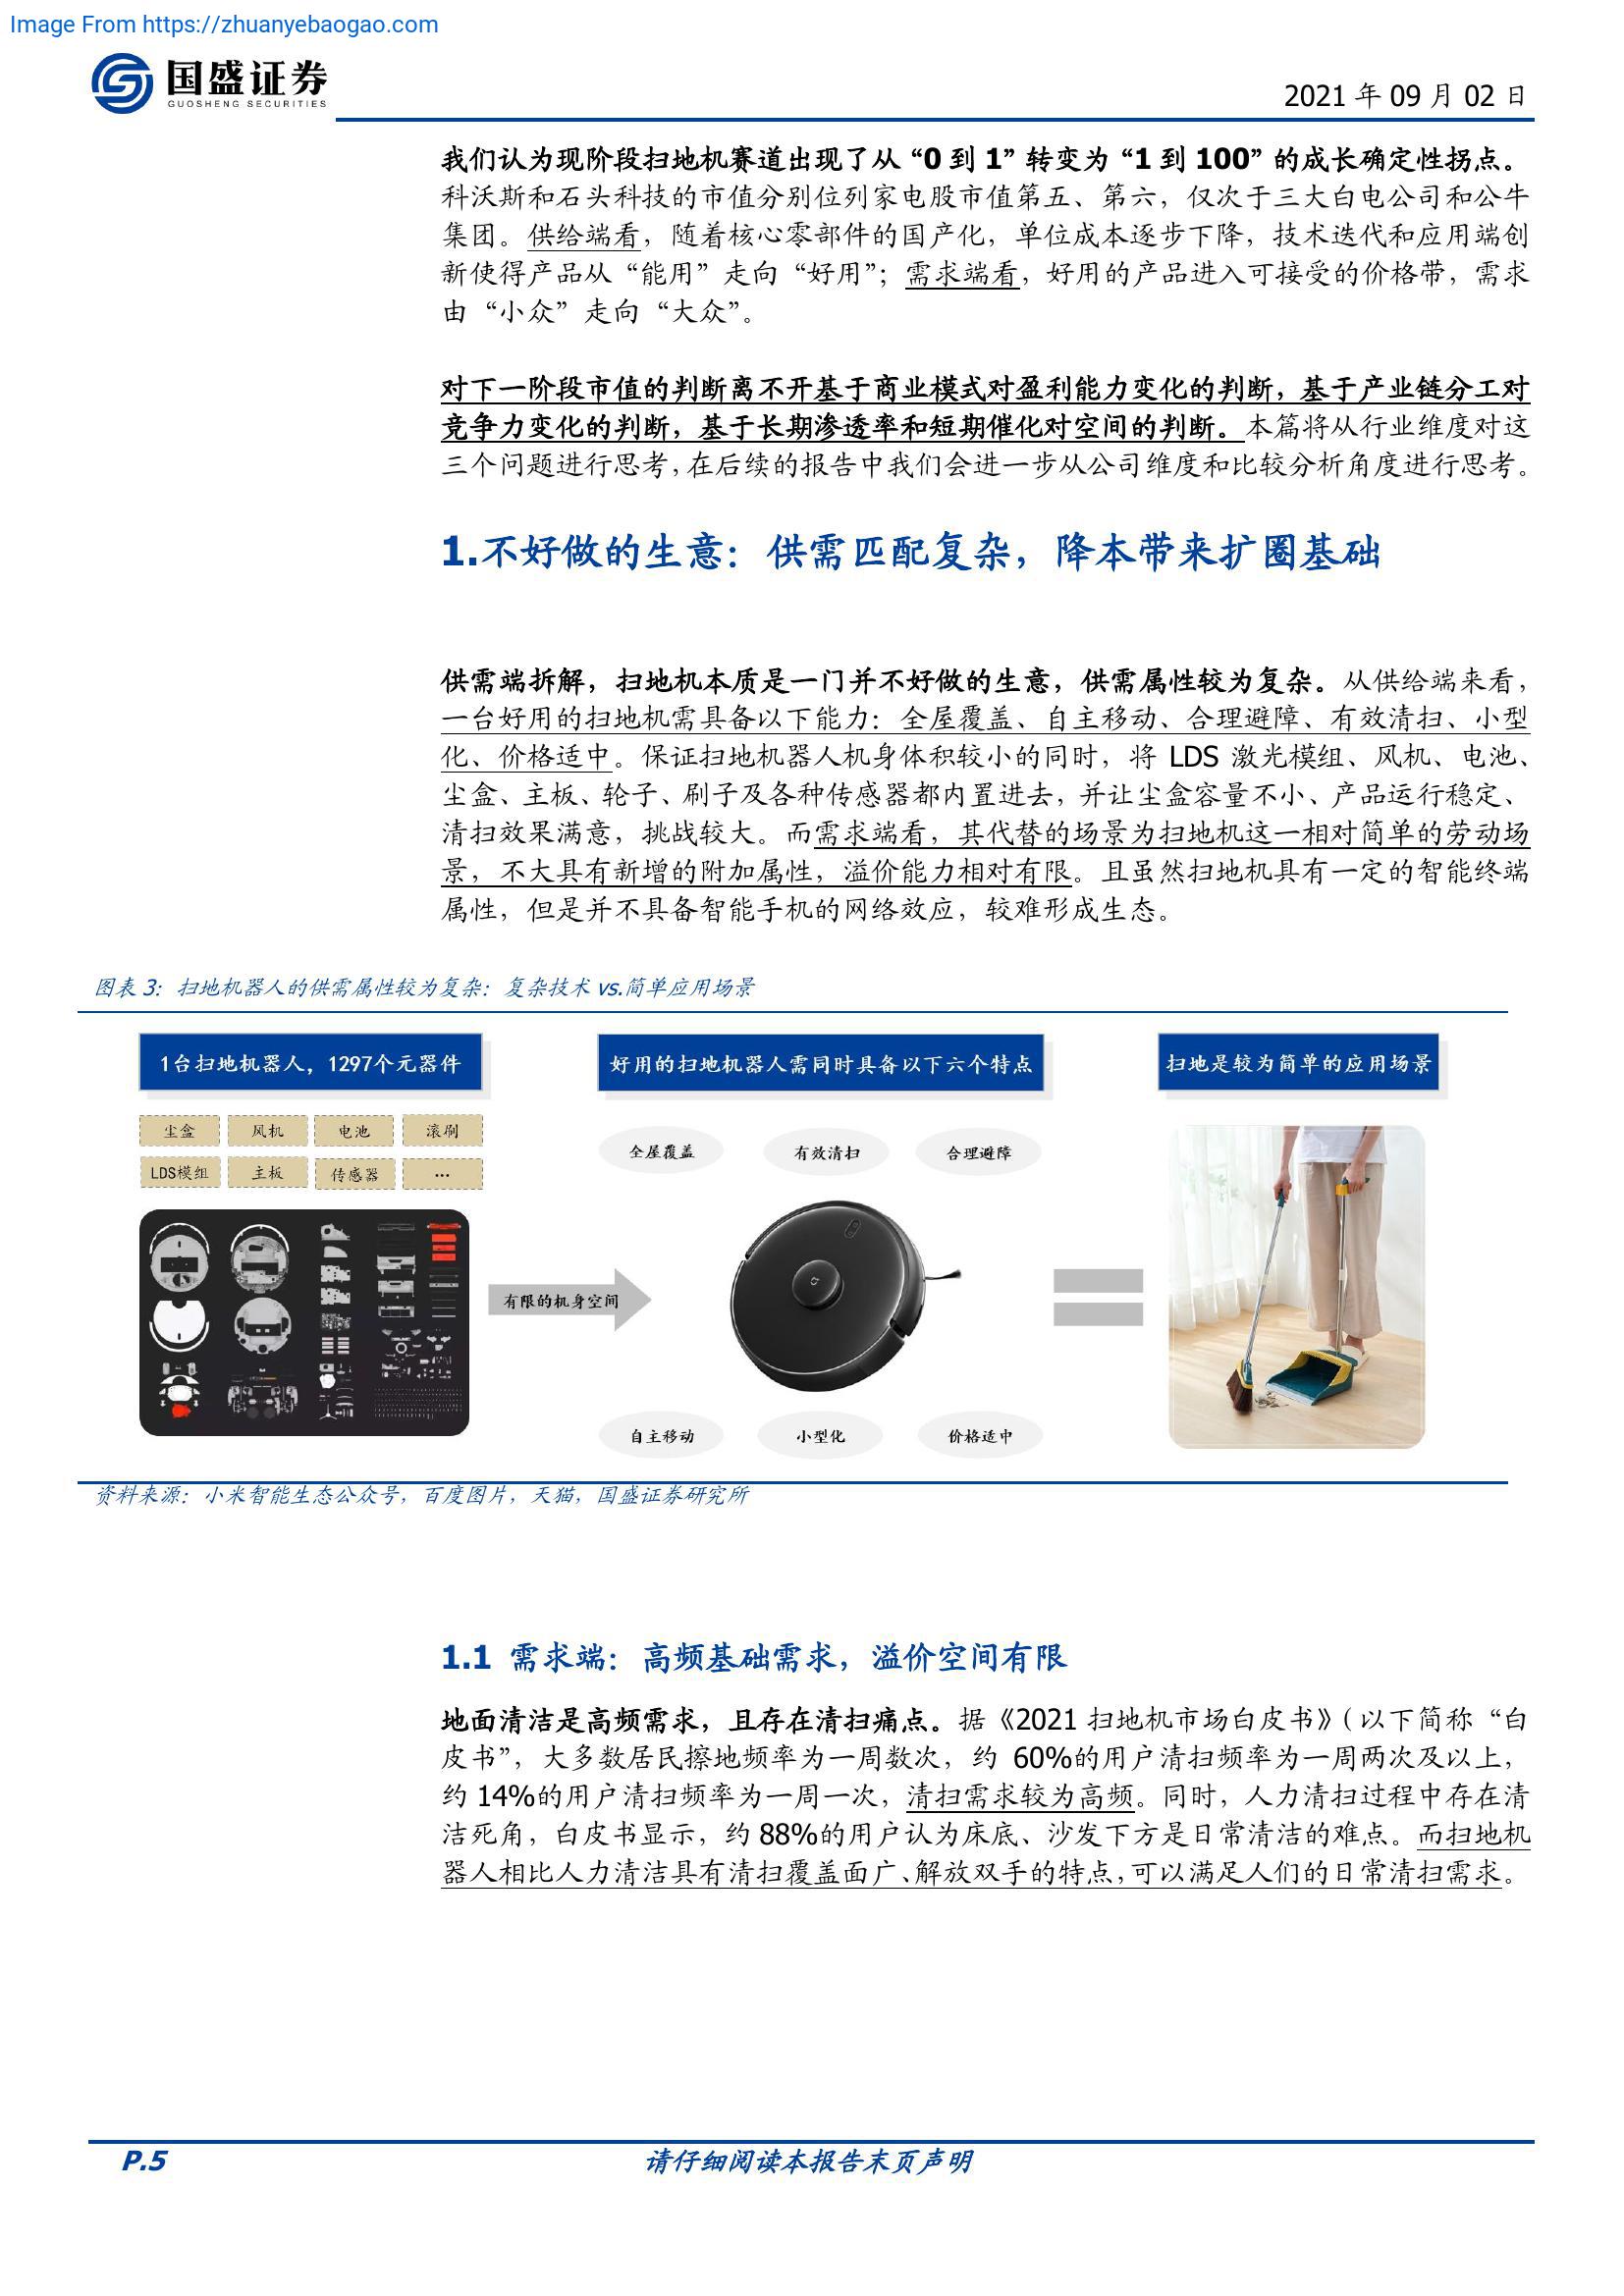 Image From https://zhuanyebaogao.com
国盛证券
GUOSHENG SECURITIES
2021 年 09 月 02 日
我们认为现阶段扫地机赛道出现了从“0 到 1”转变为“1 到 100”的成长确定性拐点。
科沃斯和石头科技的市值分别位列家电股市值第五、第六，仅次于三大白电公司和公牛
集团。供给端看，随着核心零部件的国产化，单位成本逐步下降，技术迭代和应用端创
新使得产品从“能用”走向“好用”；需求端看，好用的产品进入可接受的价格带，需求
由“小众”走向“大众”。
对下一阶段市值的判断离不开基于商业模式对盈利能力变化的判断，基于产业链分工对
竞争力变化的判断，基于长期渗透率和短期催化对空间的判断。本篇将从行业维度对这
三个问题进行思考，在后续的报告中我们会进一步从公司维度和比较分析角度进行思考。
1.不好做的生意：供需匹配复杂，降本带来扩圈基础
供需端拆解，扫地机本质是一门并不好做的生意，供需属性较为复杂。从供给端来看，
一台好用的扫地机需具备以下能力：全屋覆盖、自主移动、合理避障、有效清扫、小型
化、价格适中。保证扫地机器人机身体积较小的同时，将 LDS 激光模组、风机、电池、
尘盒、主板、轮子、刷子及各种传感器都内置进去，并让尘盒容量不小、产品运行稳定、
清扫效果满意，挑战较大。而需求端看，其代替的场景为扫地机这一相对简单的劳动场
景，不大具有新增的附加属性，溢价能力相对有限。且虽然扫地机具有一定的智能终端
属性，但是并不具备智能手机的网络效应，较难形成生态。
图表 3：扫地机器人的供需属性较为复杂：复杂技术 vs.简单应用场景
1台扫地机器人，1297个元器件
好用的扫地机器人需同时具备以下六个特点
扫地是较为简单的应用场景
尘盒 风机 电池 滚刷
LDS模组 主板 传感器 …
全屋覆盖 有效清扫 合理避障
有限的机身空间
自主移动 小型化 价格适中
资料来源：小米智能生态公众号，百度图片，天猫，国盛证券研究所
1.1 需求端：高频基础需求，溢价空间有限
地面清洁是高频需求，且存在清扫痛点。据《2021 扫地机市场白皮书》（以下简称“白
皮书”，大多数居民擦地频率为一周数次，约 60%的用户清扫频率为一周两次及以上，
约 14%的用户清扫频率为一周一次，清扫需求较为高频。同时，人力清扫过程中存在清
洁死角，白皮书显示，约 88%的用户认为床底、沙发下方是日常清洁的难点。而扫地机
器人相比人力清洁具有清扫覆盖面广、解放双手的特点，可以满足人们的日常清扫需求。
P.5
请仔细阅读本报告末页声明